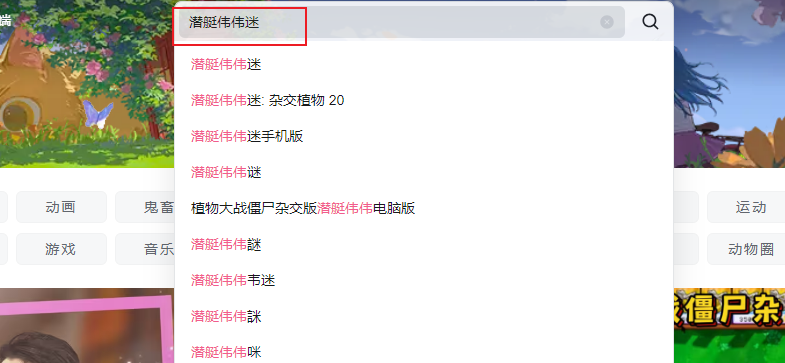 端
潜艇伟伟迷
潜艇伟伟迷
潜艇伟伟迷: 杂交植物 20
潜艇伟伟迷手机版
潜艇伟伟谜
植物大战僵尸杂交版潜艇伟伟电脑版
潜艇伟伟謎
潜艇伟伟韦迷
潜艇伟伟詸
潜艇伟伟咪
动画
鬼畜
运动
游戏
音乐
动物圈
戏僵尸杂